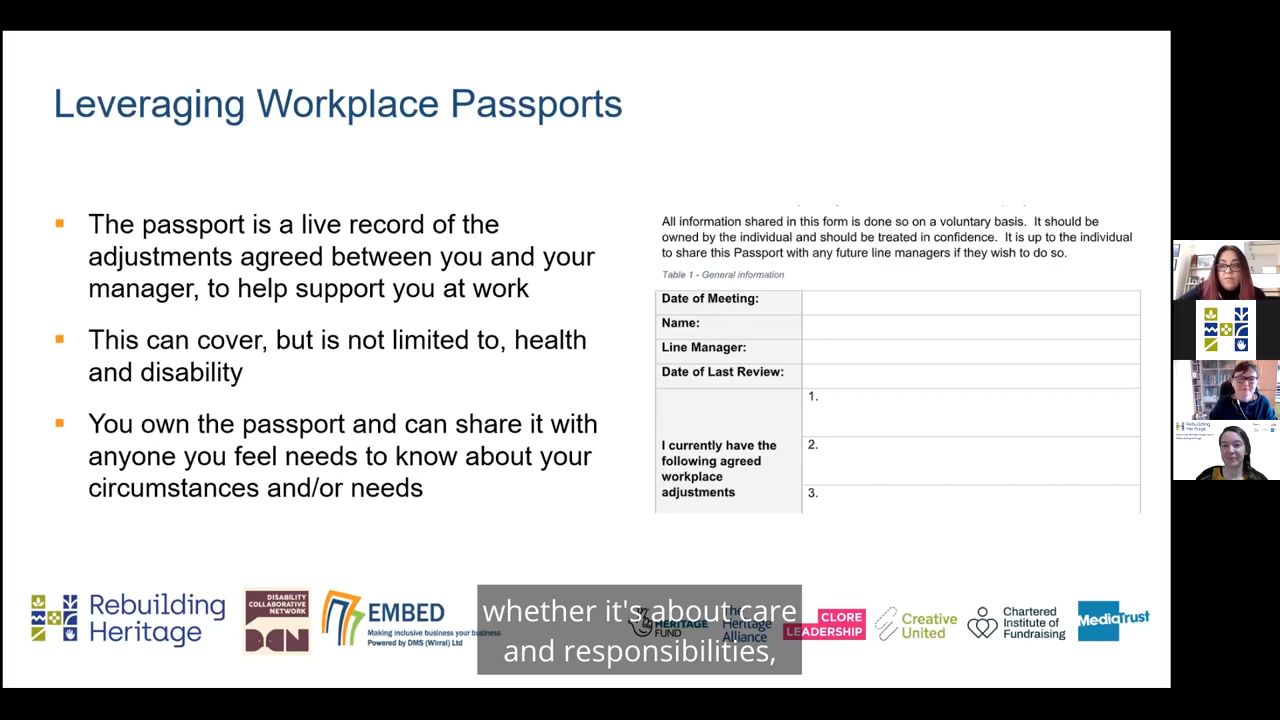 Leveraging Workplace Passports
The passport is a live record of the
adjustments agreed between you and your
manager, to help support you at work
This can cover, but is not limited to, health
and disability
You own the passport and can share it with
anyone you feel needs to know about your
circumstances and/or needs
All information shared in this form is done so on a voluntary basis. It should be
owned by the individual and should be treated in confidence. It is up to the individual
to share this Passport with any future line managers if they wish to do so.
Table 1 - General information
Date of Meeting:
Name:
Line Manager:
Date of Last Review:
I currently have the
following agreed
workplace
adjustments
1.
2.
3.
Rebuilding
Heritage
DISABILITY
COLLABORATIVE
NETWORK
DCN
EMBED
Making inclusive business your business
Powered by DMS (Wirral) Ltd
HERITAGE
FUND
The
Heritage
Alliance
CLORE
LEADERSHIP
Creative
United
Chartered
Institute of
Fundraising
MediaTrust
whether it's about care
and responsibilities,
Rebuilding
Heritage